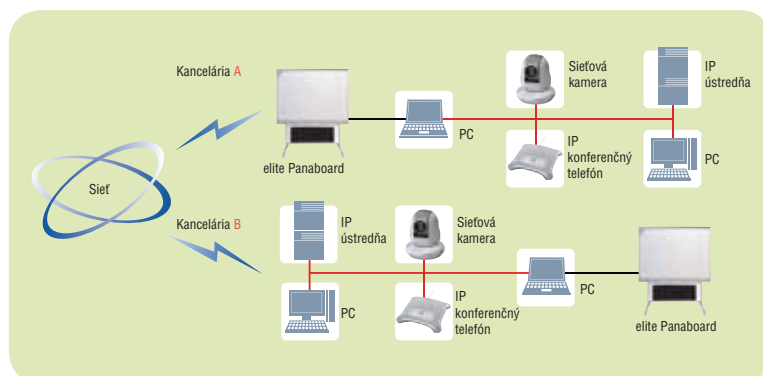 Kancelária A
Sieťová
kamera
IP
ústredňa
PC
IP
konferenčný
telefón
PC
elite Panaboard
Sieť
Kancelária B
IP
ústredňa
Sieťová
kamera
PC
IP
konferenčný
telefón
PC
elite Panaboard